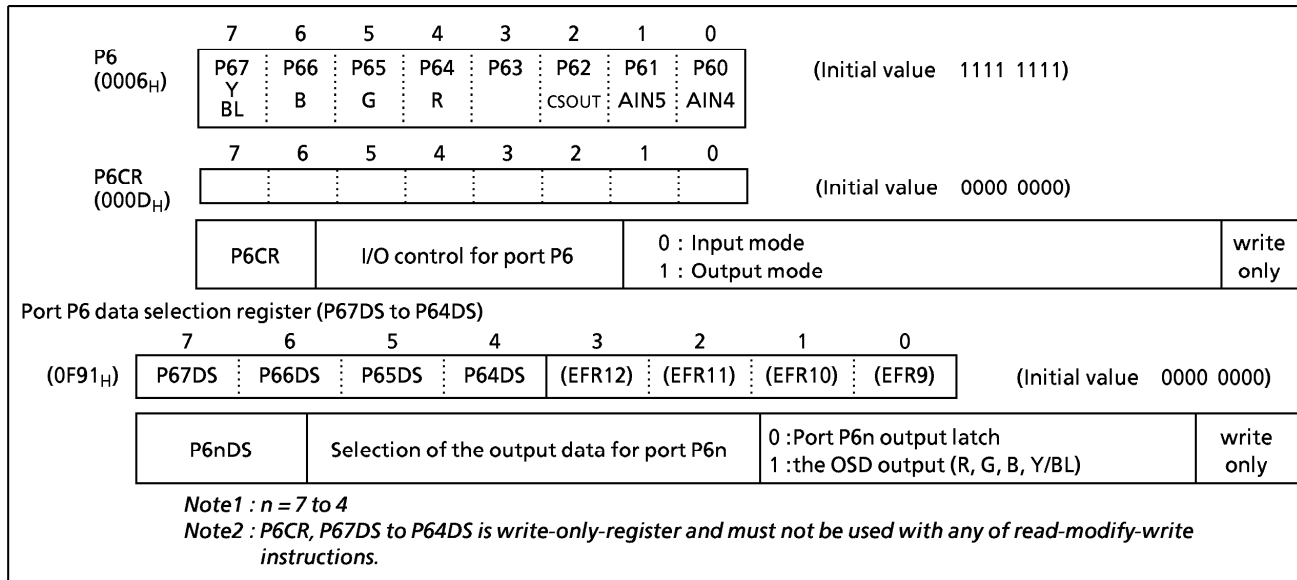 7 6 5 4 3 2 1 0
P6 (0006H) P67 Y BL P66 B P65 G P64 R P63 P62 CSOUT P61 AIN5 P60 AIN4 (Initial value 1111 1111)
7 6 5 4 3 2 1 0
P6CR (000DH) (Initial value 0000 0000)
P6CR I/O control for port P6 0 : Input mode 1 : Output mode write only
Port P6 data selection register (P67DS to P64DS)
7 6 5 4 3 2 1 0
(0F91H) P67DS P66DS P65DS P64DS (EFR12) (EFR11) (EFR10) (EFR9) (Initial value 0000 0000)
P6nDS Selection of the output data for port P6n 0 :Port P6n output latch 1 :the OSD output (R, G, B, Y/BL) write only
Note1 : n = 7 to 4
Note2 : P6CR, P67DS to P64DS is write-only-register and must not be used with any of read-modify-write
instructions.